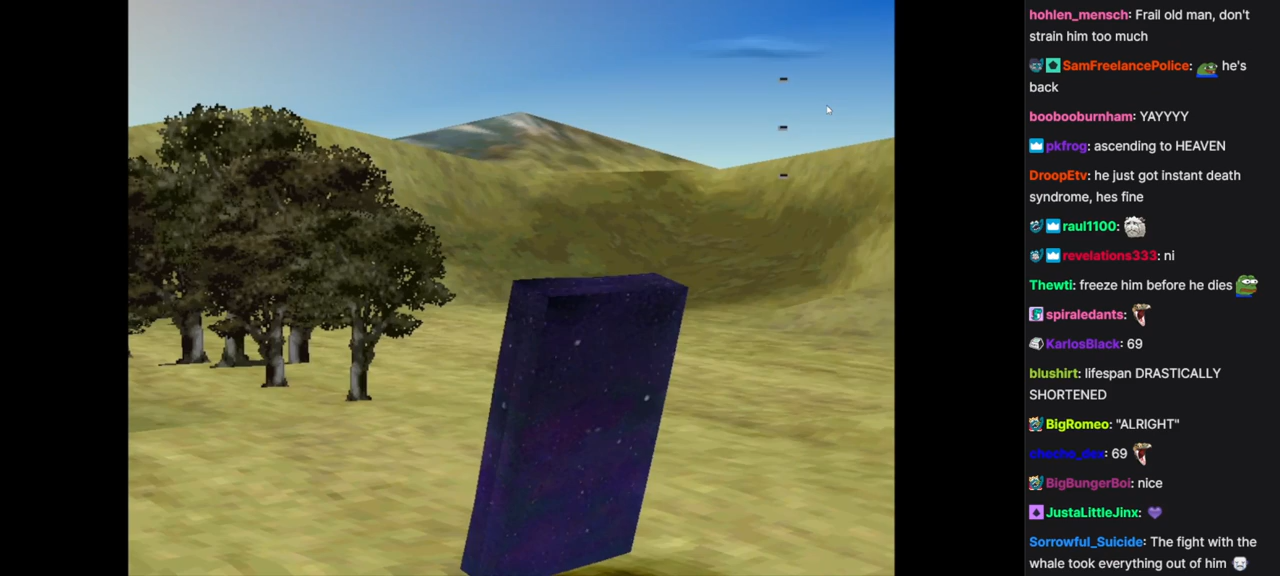 hohlen_mensch: Frail old man, don't
strain him too much
SamFreelancePolice: he's
back
boobooburnham: YAYYYY
pkfrog: ascending to HEAVEN
DroopEtv: he just got instant death
syndrome, hes fine
raul1100:
revelations333: ni
Thewti: freeze him before he dies
spiraledants:
KarlosBlack: 69
blushirt: lifespan DRASTICALLY
SHORTENED
BigRomeo: "ALRIGHT"
checho_dex: 69
BigBungerBoi: nice
JustaLittleJinx:
Sorrowful_Suicide: The fight with the
whale took everything out of him